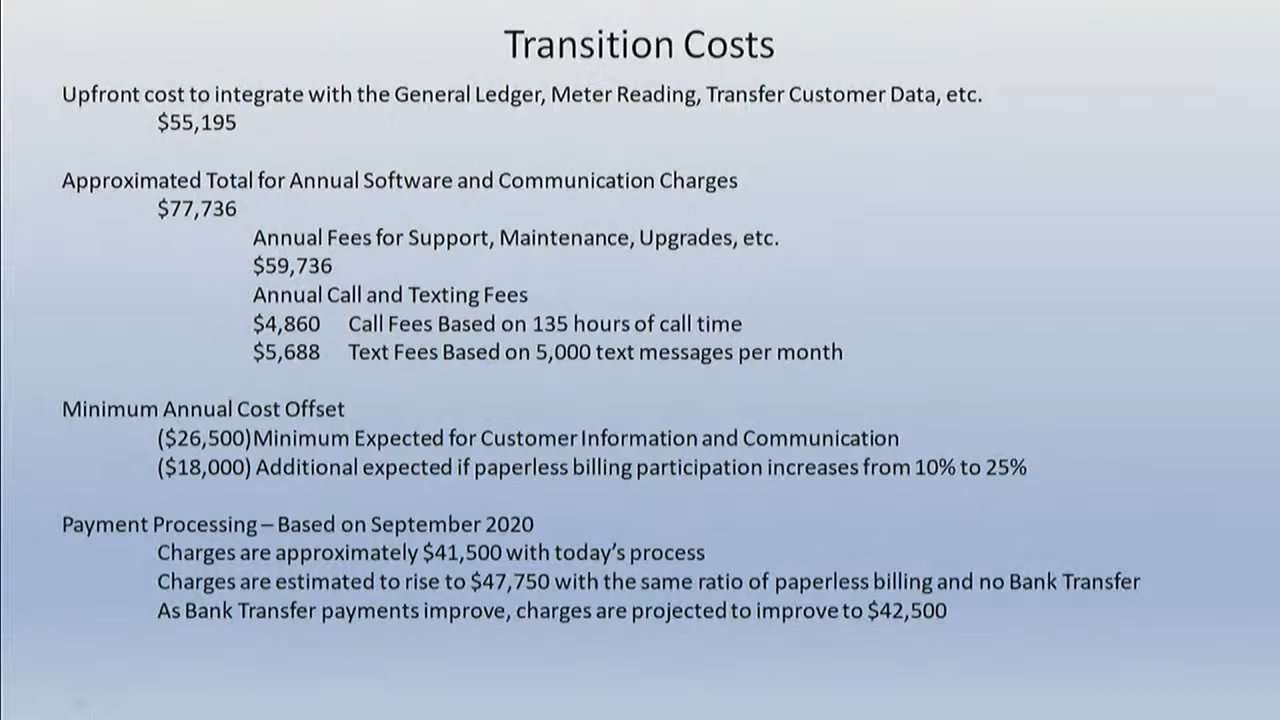 Transition Costs
Upfront cost to integrate with the General Ledger, Meter Reading, Transfer Customer Data, etc.
$55,195
Approximated Total for Annual Software and Communication Charges
$77,736
Annual Fees for Support, Maintenance, Upgrades, etc.
$59,736
Annual Call and Texting Fees
$4,860 Call Fees Based on 135 hours of call time
$5,688 Text Fees Based on 5,000 text messages per month
Minimum Annual Cost Offset
($26,500) Minimum Expected for Customer Information and Communication
($18,000) Additional expected if paperless billing participation increases from 10% to 25%
Payment Processing – Based on September 2020
Charges are approximately $41,500 with today's process
Charges are estimated to rise to $47,750 with the same ratio of paperless billing and no Bank Transfer
As Bank Transfer payments improve, charges are projected to improve to $42,500